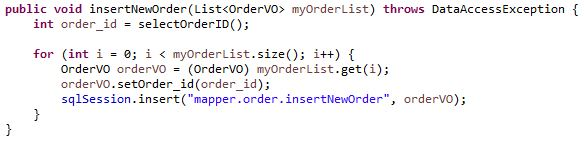 public void insertNewOrder(List<OrderVO> myOrderList) throws DataAccessException {
    int order_id = selectOrderID();

    for (int i = 0; i < myOrderList.size(); i++) {
        OrderVO orderVO = (OrderVO) myOrderList.get(i);
        orderVO.setOrder_id(order_id);
        sqlSession.insert("mapper.order.insertNewOrder", orderVO);
    }
}